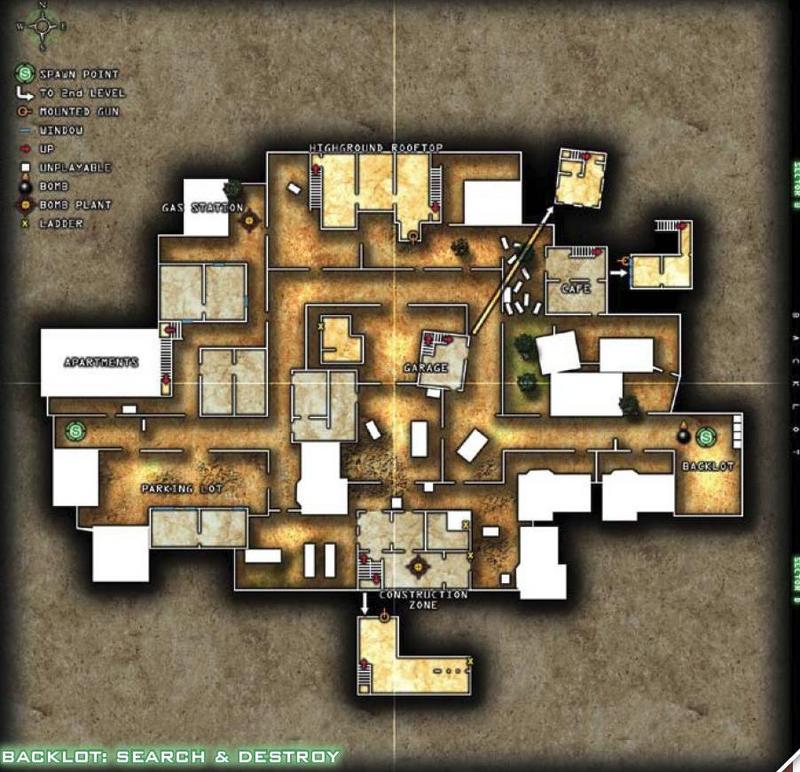 N
W E
S
SPAWN POINT
TO 2nd LEVEL
MOUNTED GUN
WINDOW
UP
UNPLAYABLE
BOMB
BOMB PLANT
LADDER
HIGHGROUND ROOFTOP
GAS STATION
CAFE
APARTMENTS
GARAGE
S
S
BACKLOT
PARKING LOT
CONSTRUCTION
ZONE
BACKLOT
BACKLOT: SEARCH & DESTROY